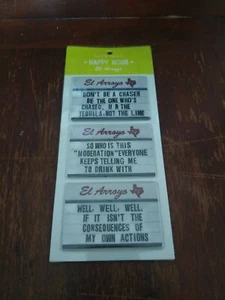 HAPPY HOUR
El Arroyo
El Arroyo
DON'T BE A CHASER
BE THE ONE WHO'S
CHASED, U R THE
TEQUILA, NOT THE LIME
El Arroyo
SO WHO IS THIS
"MODERATION" EVERYONE
KEEPS TELLING ME
TO DRINK WITH
El Arroyo
WELL, WELL, WELL,
IF IT ISN'T THE
CONSEQUENCES OF
MY OWN ACTIONS